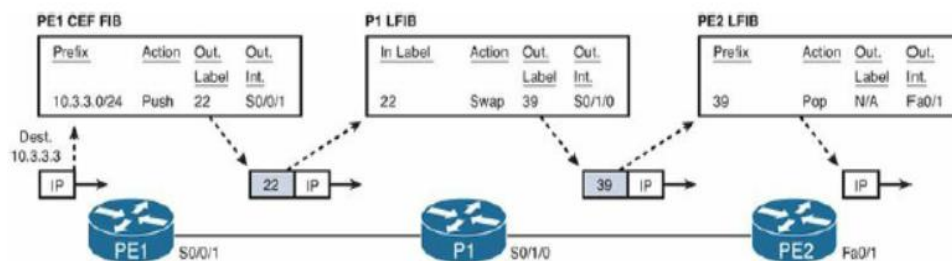 PE1 CEF FIB
Prefix Action Out. Label Out. Int.
10.3.3.0/24 Push 22 S0/0/1
P1 LFIB
In Label Action Out. Label Out. Int.
22 Swap 39 S0/1/0
PE2 LFIB
Prefix Action Out. Label Out. Int.
39 Pop N/A Fa0/1
Dest.
10.3.3.3
IP
22 IP
39 IP
IP
PE1 S0/0/1
P1 S0/1/0
PE2 Fa0/1